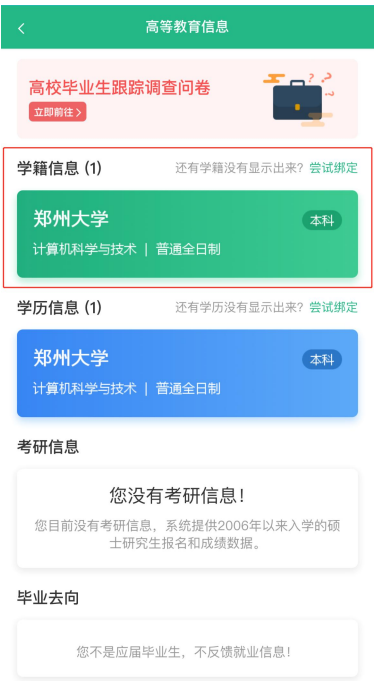 高等教育信息
高校毕业生跟踪调查问卷
立即前往>
学籍信息 (1) 还有学籍没有显示出来？尝试绑定
郑州大学 本科
计算机科学与技术 | 普通全日制
学历信息 (1) 还有学历没有显示出来？尝试绑定
郑州大学 本科
计算机科学与技术 | 普通全日制
考研信息
您没有考研信息！
您目前没有考研信息，系统提供2006年以来入学的硕
士研究生报名和成绩数据。
毕业去向
您不是应届毕业生，不反馈就业信息！